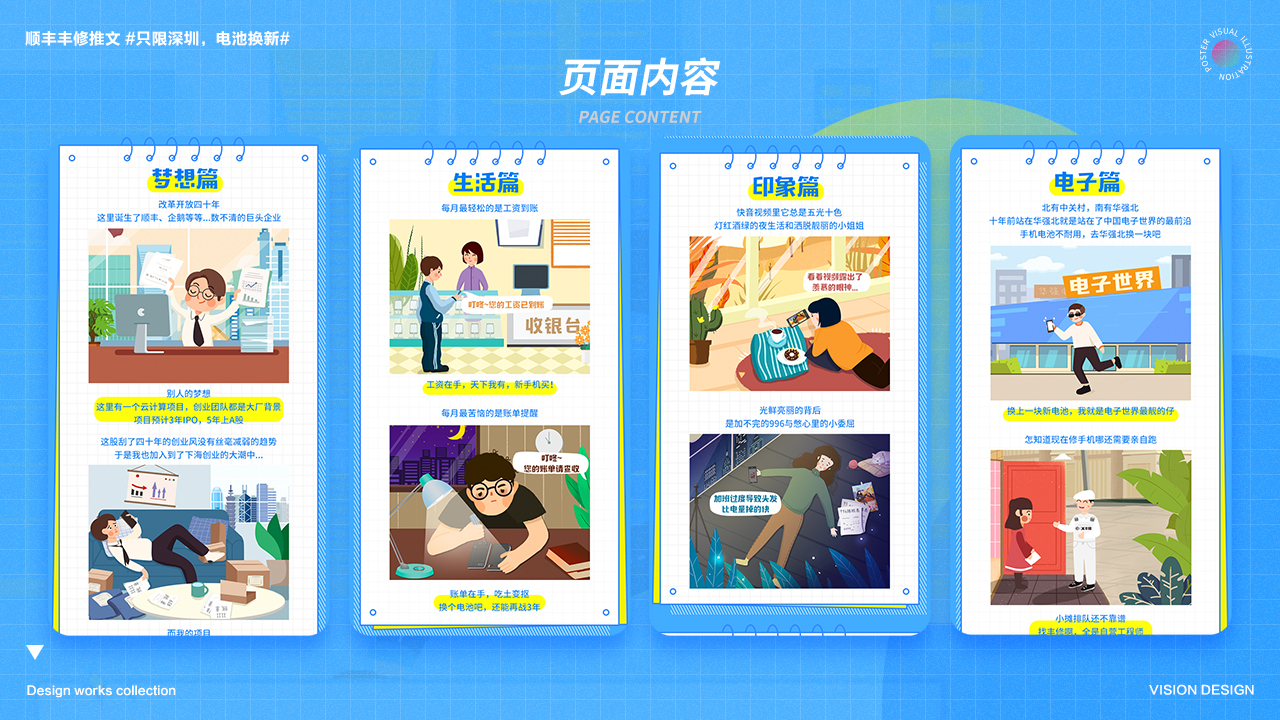 顺丰丰修推文 #只限深圳，电池换新#
POSTER VISUAL ILLUSTRATION
页面内容
PAGE CONTENT
梦想篇
改革开放四十年
这里诞生了顺丰、企鹅等等...数不清的巨头企业
别人的梦想
这里有一个云计算项目，创业团队都是大厂背景
项目预计3年IPO，5年上A股
这股刮了四十年的创业风没有丝毫减弱的趋势
于是我也加入到了下海创业的大潮中...
而我的项目
生活篇
每月最轻松的是工资到账
叮咚~您的工资已到账
收银台
工资在手，天下我有，新手机买！
每月最苦恼的是账单提醒
叮咚~
您的账单请查收
账单在手，吃土变抠
换个电池吧，还能再战3年
印象篇
快音视频里它总是五光十色
灯红酒绿的夜生活和洒脱靓丽的小姐姐
看着视频露出了
羡慕的眼神...
光鲜亮丽的背后
是加不完的996与憋心里的小委屈
加班过度导致头发
比电量掉的快
电子篇
北有中关村，南有华强北
十年前站在华强北就是站在了中国电子世界的最前沿
手机电池不耐用，去华强北换一块吧
华强
电子世界
换上一块新电池，我就是电子世界最靓的仔
怎知道现在修手机哪还需要亲自跑
小摊排队还不靠谱
找丰修啊，全是自营工程师
Design works collection
VISION DESIGN